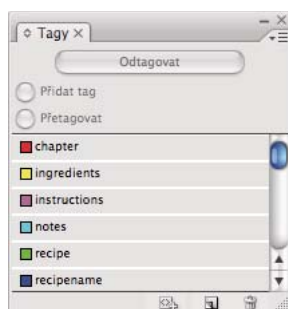 Tagy
Odtagovat
Přidat tag
Přetagovat
chapter
ingredients
instructions
notes
recipe
recipename